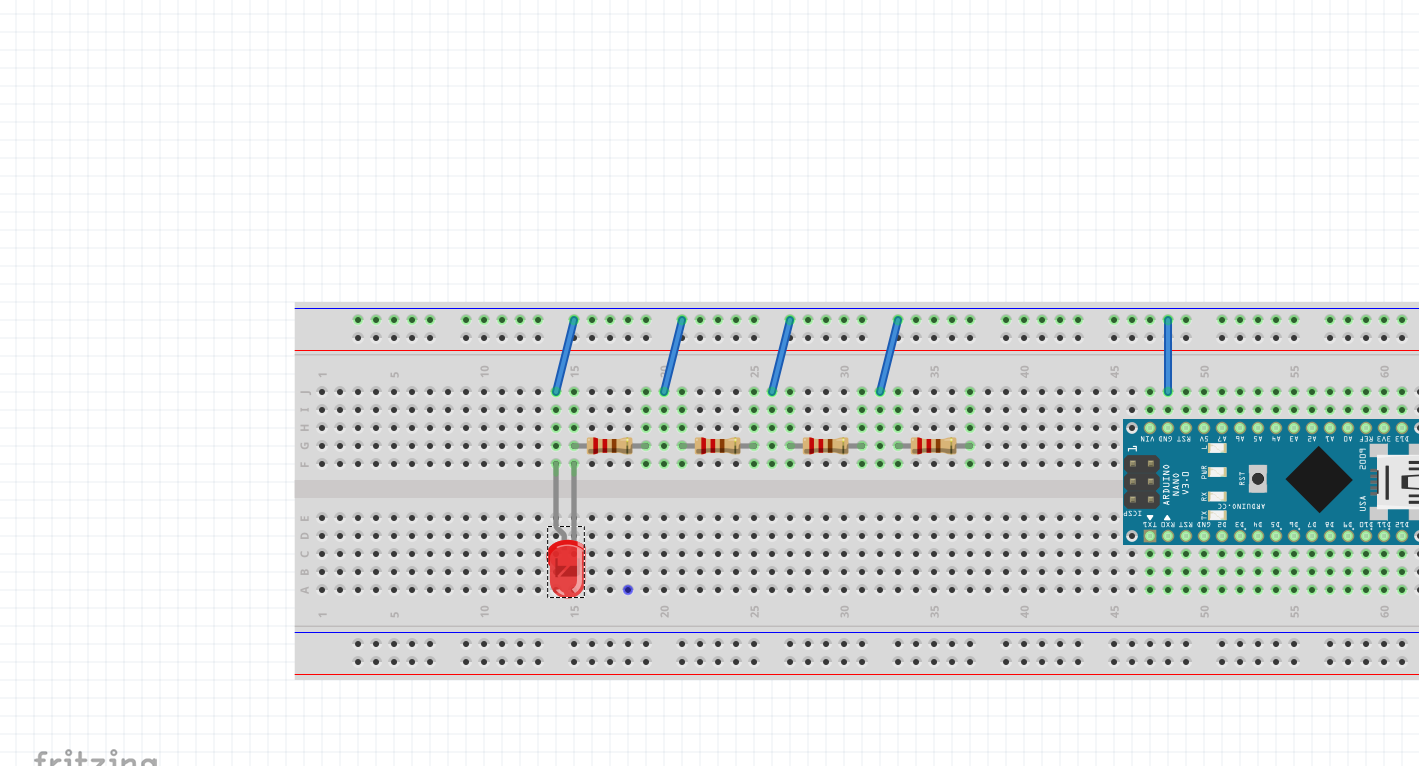 1 5 10 15 20 25 30 35 40 45 50 55 60
J
I
H
G
F
E
D
C
B
A
VIN GND RST 5V A7 A6 A5 A4 A3 A2 A1 A0 REF 3V3 D13
1
L
PWR
RX
TX
RST
ARDUINO
NANO
V3.0
ARDUINO.CC
2009
USA
ICSP
TX1 RX0 RST GND D2 D3 D4 D5 D6 D7 D8 D9 D10 D11 D12
1 5 10 15 20 25 30 35 40 45 50 55 60
fritzing